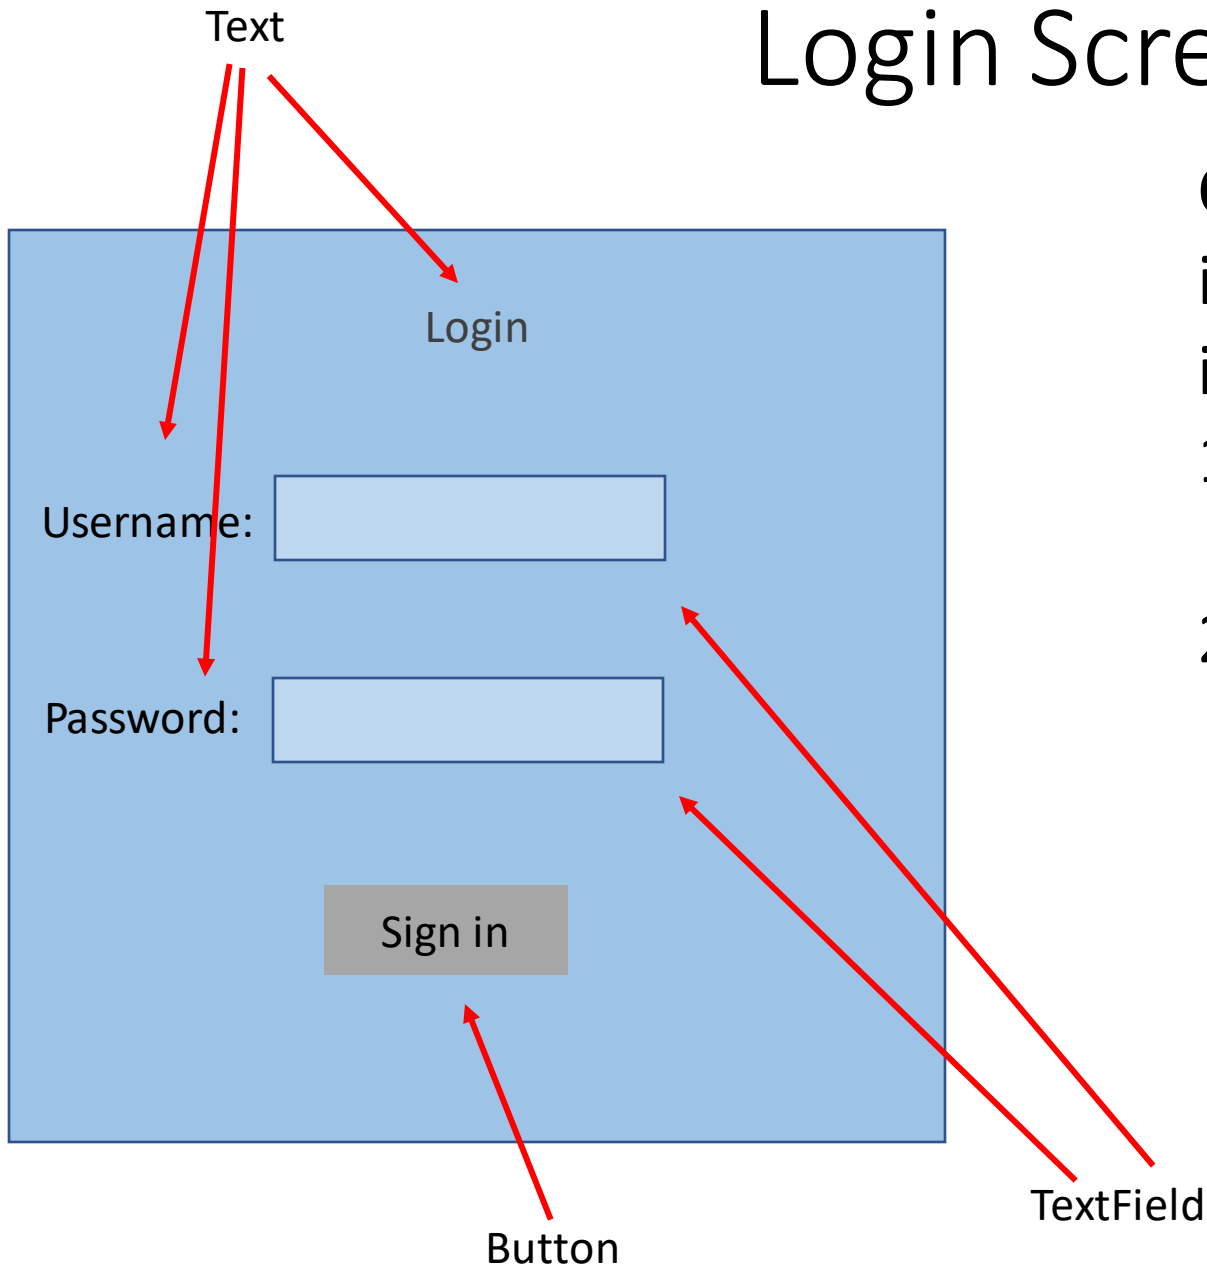 Text
Login Scre
Login
Username:
Password:
Sign in
TextField
Button